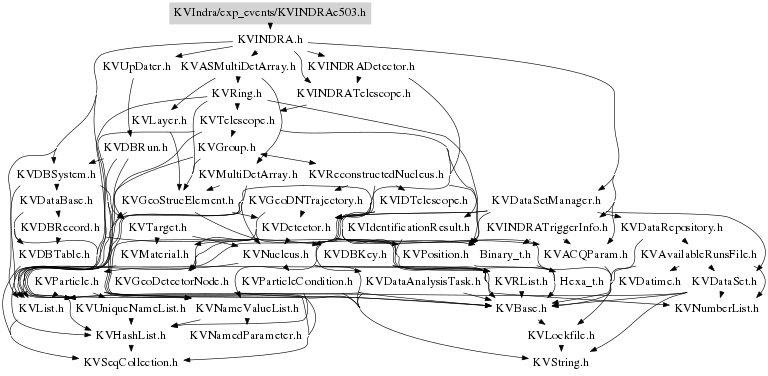 KVIndra/exp_events/KVINDRAe503.h
KVINDRA.h
KVUpDater.h KVASMultiDetArray.h KVINDRADetector.h
KVRing.h KVINDRATelescope.h
KVLayer.h KVTelescope.h
KVDBRun.h KVGroup.h
KVDBSystem.h KVMultiDetArray.h KVReconstructedNucleus.h
KVDataBase.h KVGeoStrucElement.h KVGeoDNTrajectory.h KVIDTelescope.h KVDataSetManager.h
KVDBRecord.h KVTarget.h KVDetector.h KVIdentificationResult.h KVINDRATriggerInfo.h KVDataRepository.h
KVDBTable.h KVMaterial.h KVNucleus.h KVDBKey.h KVPosition.h Binary_t.h KVACQParam.h KVAvailableRunsFile.h
KVParticle.h KVGeoDetectorNode.h KVParticleCondition.h KVDataAnalysisTask.h KVRList.h Hexa_t.h KVDatime.h KVDataSet.h
KVList.h KVUniqueNameList.h KVNameValueList.h KVBase.h KVNumberList.h
KVHashList.h KVNamedParameter.h KVLockfile.h
KVSeqCollection.h KVString.h